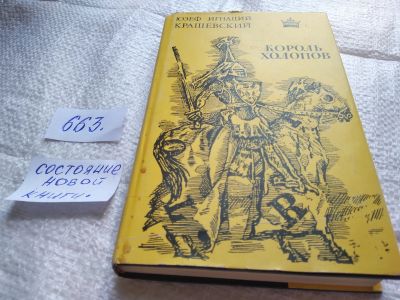 ЮЗЕФ ИГНАЦИЙ
КРАШЕВСКИЙ
КОРОЛЬ
ХОЛОПОВ
663.
СОСТОЯНИЕ
НОВОЙ
КНИГИ.
K
R